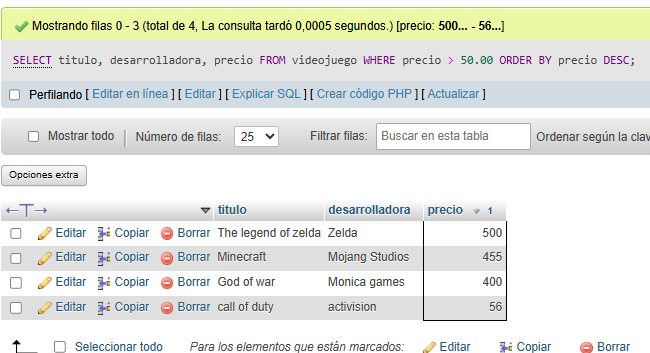 Mostrando filas 0 - 3 (total de 4, La consulta tardó 0,0005 segundos.) [precio: 500... - 56...]
SELECT titulo, desarrolladora, precio FROM videojuego WHERE precio > 50.00 ORDER BY precio DESC;
Perfilando [ Editar en línea ] [ Editar ] [ Explicar SQL ] [ Crear código PHP ] [ Actualizar ]
Mostrar todo Número de filas: 25 Filtrar filas: Buscar en esta tabla Ordenar según la clav
Opciones extra
←T→ titulo desarrolladora precio 1
Editar Copiar Borrar The legend of zelda Zelda 500
Editar Copiar Borrar Minecraft Mojang Studios 455
Editar Copiar Borrar God of war Monica games 400
Editar Copiar Borrar call of duty activision 56
Seleccionar todo Para los elementos que están marcados: Editar Copiar Borrar